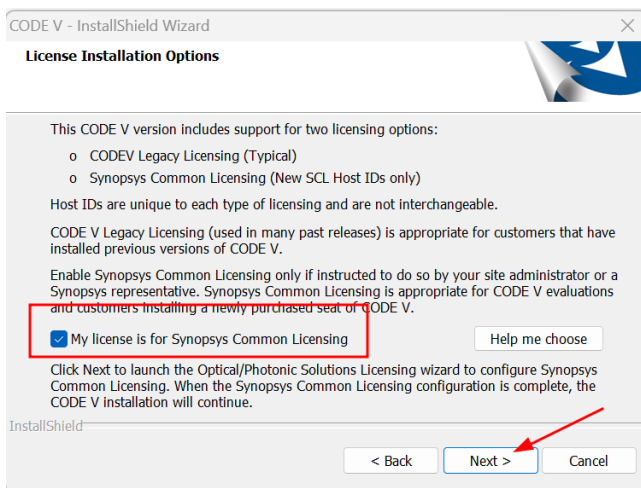 CODE V - InstallShield Wizard
License Installation Options
This CODE V version includes support for two licensing options:
o CODEV Legacy Licensing (Typical)
o Synopsys Common Licensing (New SCL Host IDs only)
Host IDs are unique to each type of licensing and are not interchangeable.
CODE V Legacy Licensing (used in many past releases) is appropriate for customers that have
installed previous versions of CODE V.
Enable Synopsys Common Licensing only if instructed to do so by your site administrator or a
Synopsys representative. Synopsys Common Licensing is appropriate for CODE V evaluations
and customers installing a newly purchased seat of CODE V.
My license is for Synopsys Common Licensing
Help me choose
Click Next to launch the Optical/Photonic Solutions Licensing wizard to configure Synopsys
Common Licensing. When the Synopsys Common Licensing configuration is complete, the
CODE V installation will continue.
InstallShield
< Back
Next >
Cancel